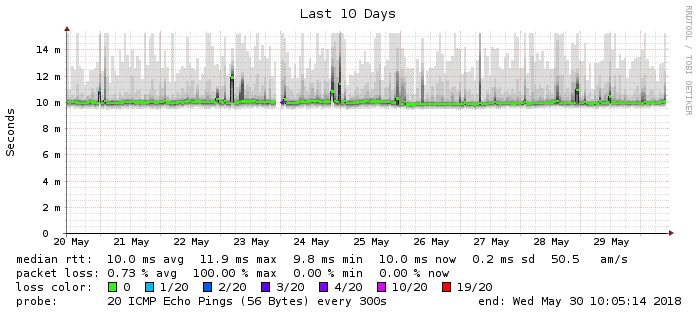 Last 10 Days
RRDTOOL / TOBI OETIKER
Seconds
14 m
12 m
10 m
8 m
6 m
4 m
2 m
0
20 May 21 May 22 May 23 May 24 May 25 May 26 May 27 May 28 May 29 May
median rtt: 10.0 ms avg 11.9 ms max 9.8 ms min 10.0 ms now 0.2 ms sd 50.5 am/s
packet loss: 0.73 % avg 100.00 % max 0.00 % min 0.00 % now
loss color: 0 1/20 2/20 3/20 4/20 10/20 19/20
probe: 20 ICMP Echo Pings (56 Bytes) every 300s end: Wed May 30 10:05:14 2018